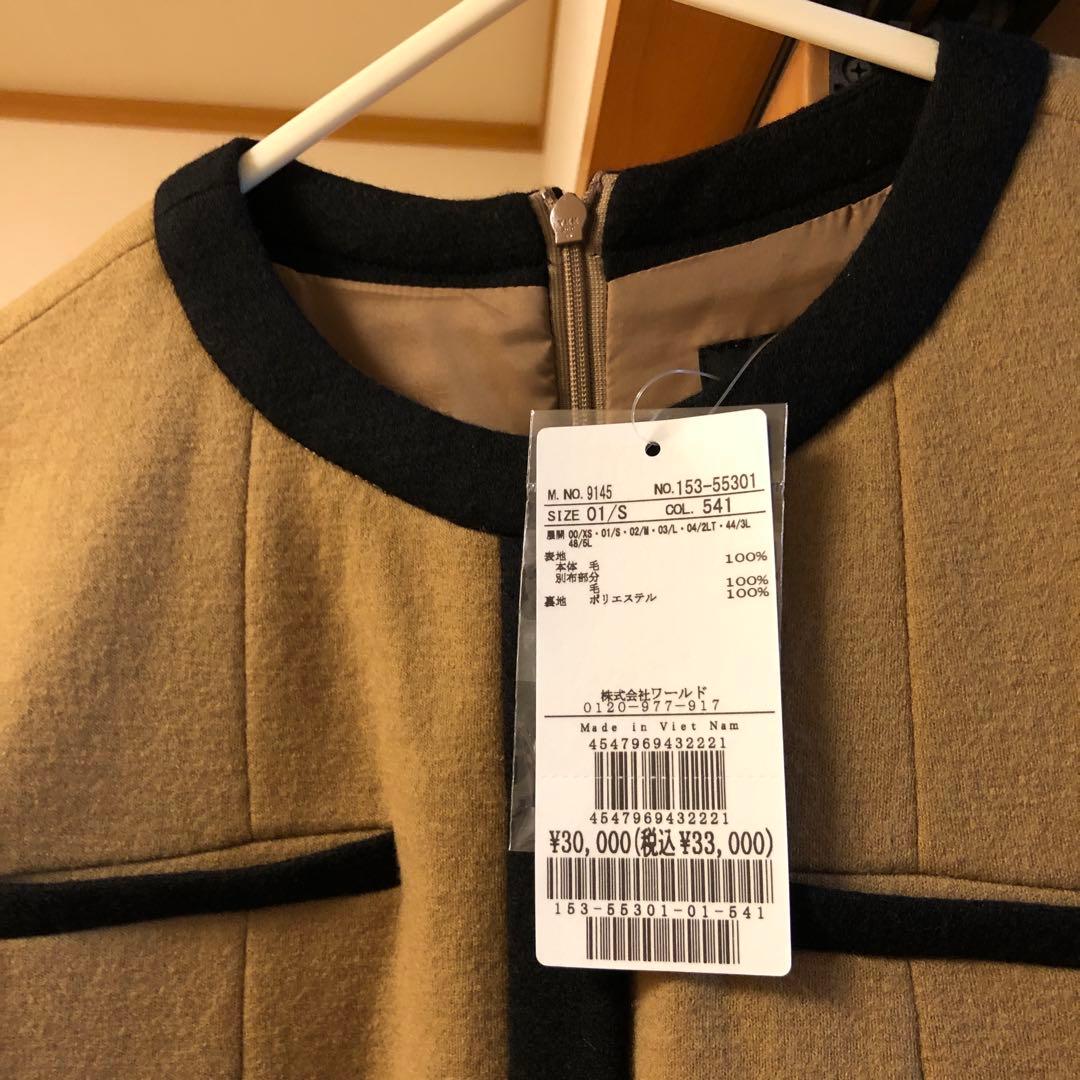 M. NO. 9145 NO. 153-55301
SIZE 01/S COL. 541
展開 00/XS・01/S・02/M・03/L・04/2LT・44/3L
48/5L
表地 100%
本体 毛
別布部分 100%
毛
裏地 ポリエステル 100%
株式会社ワールド
0120-977-917
Made in Viet Nam
4547969432221
4547969432221
¥30,000(税込¥33,000)
153-55301-01-541